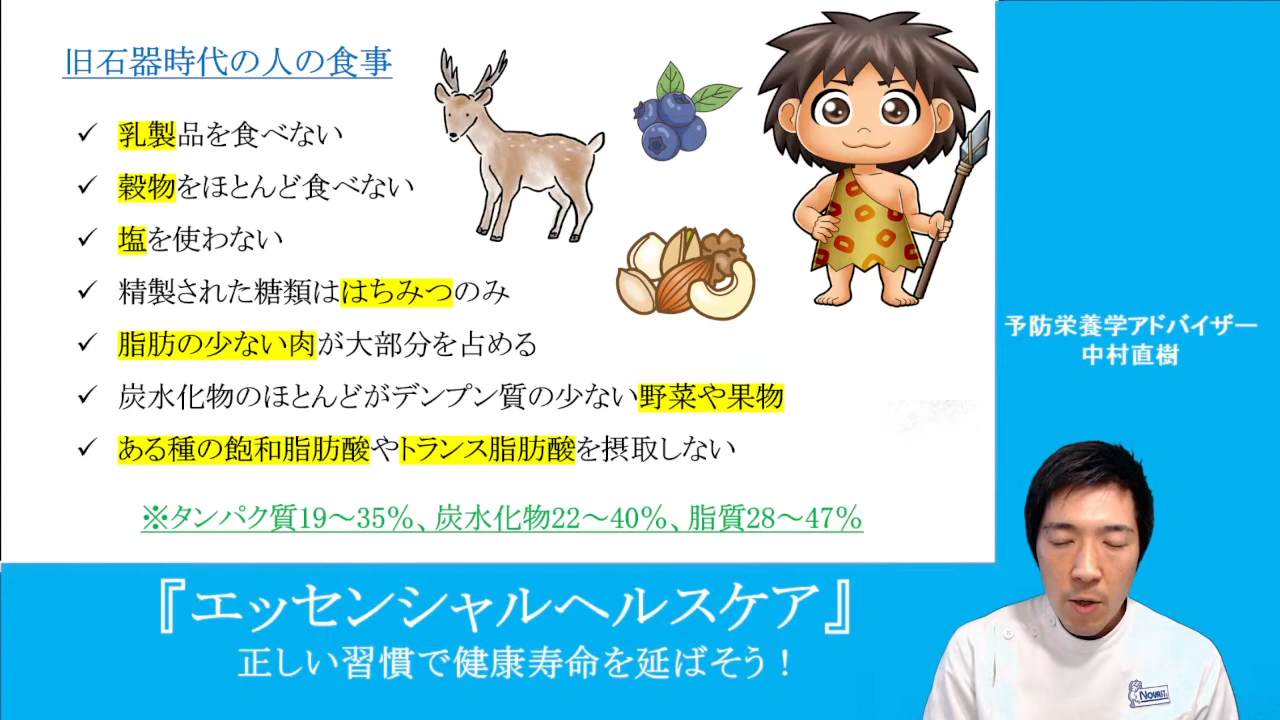 旧石器時代の人の食事
✓ 乳製品を食べない
✓ 穀物をほとんど食べない
✓ 塩を使わない
✓ 精製された糖類ははちみつのみ
✓ 脂肪の少ない肉が大部分を占める
✓ 炭水化物のほとんどがデンプン質の少ない野菜や果物
✓ ある種の飽和脂肪酸やトランス脂肪酸を摂取しない
※タンパク質19～35%、炭水化物22～40%、脂質28～47%
予防栄養学アドバイザー
中村直樹
『エッセンシャルヘルスケア』
正しい習慣で健康寿命を延ばそう！